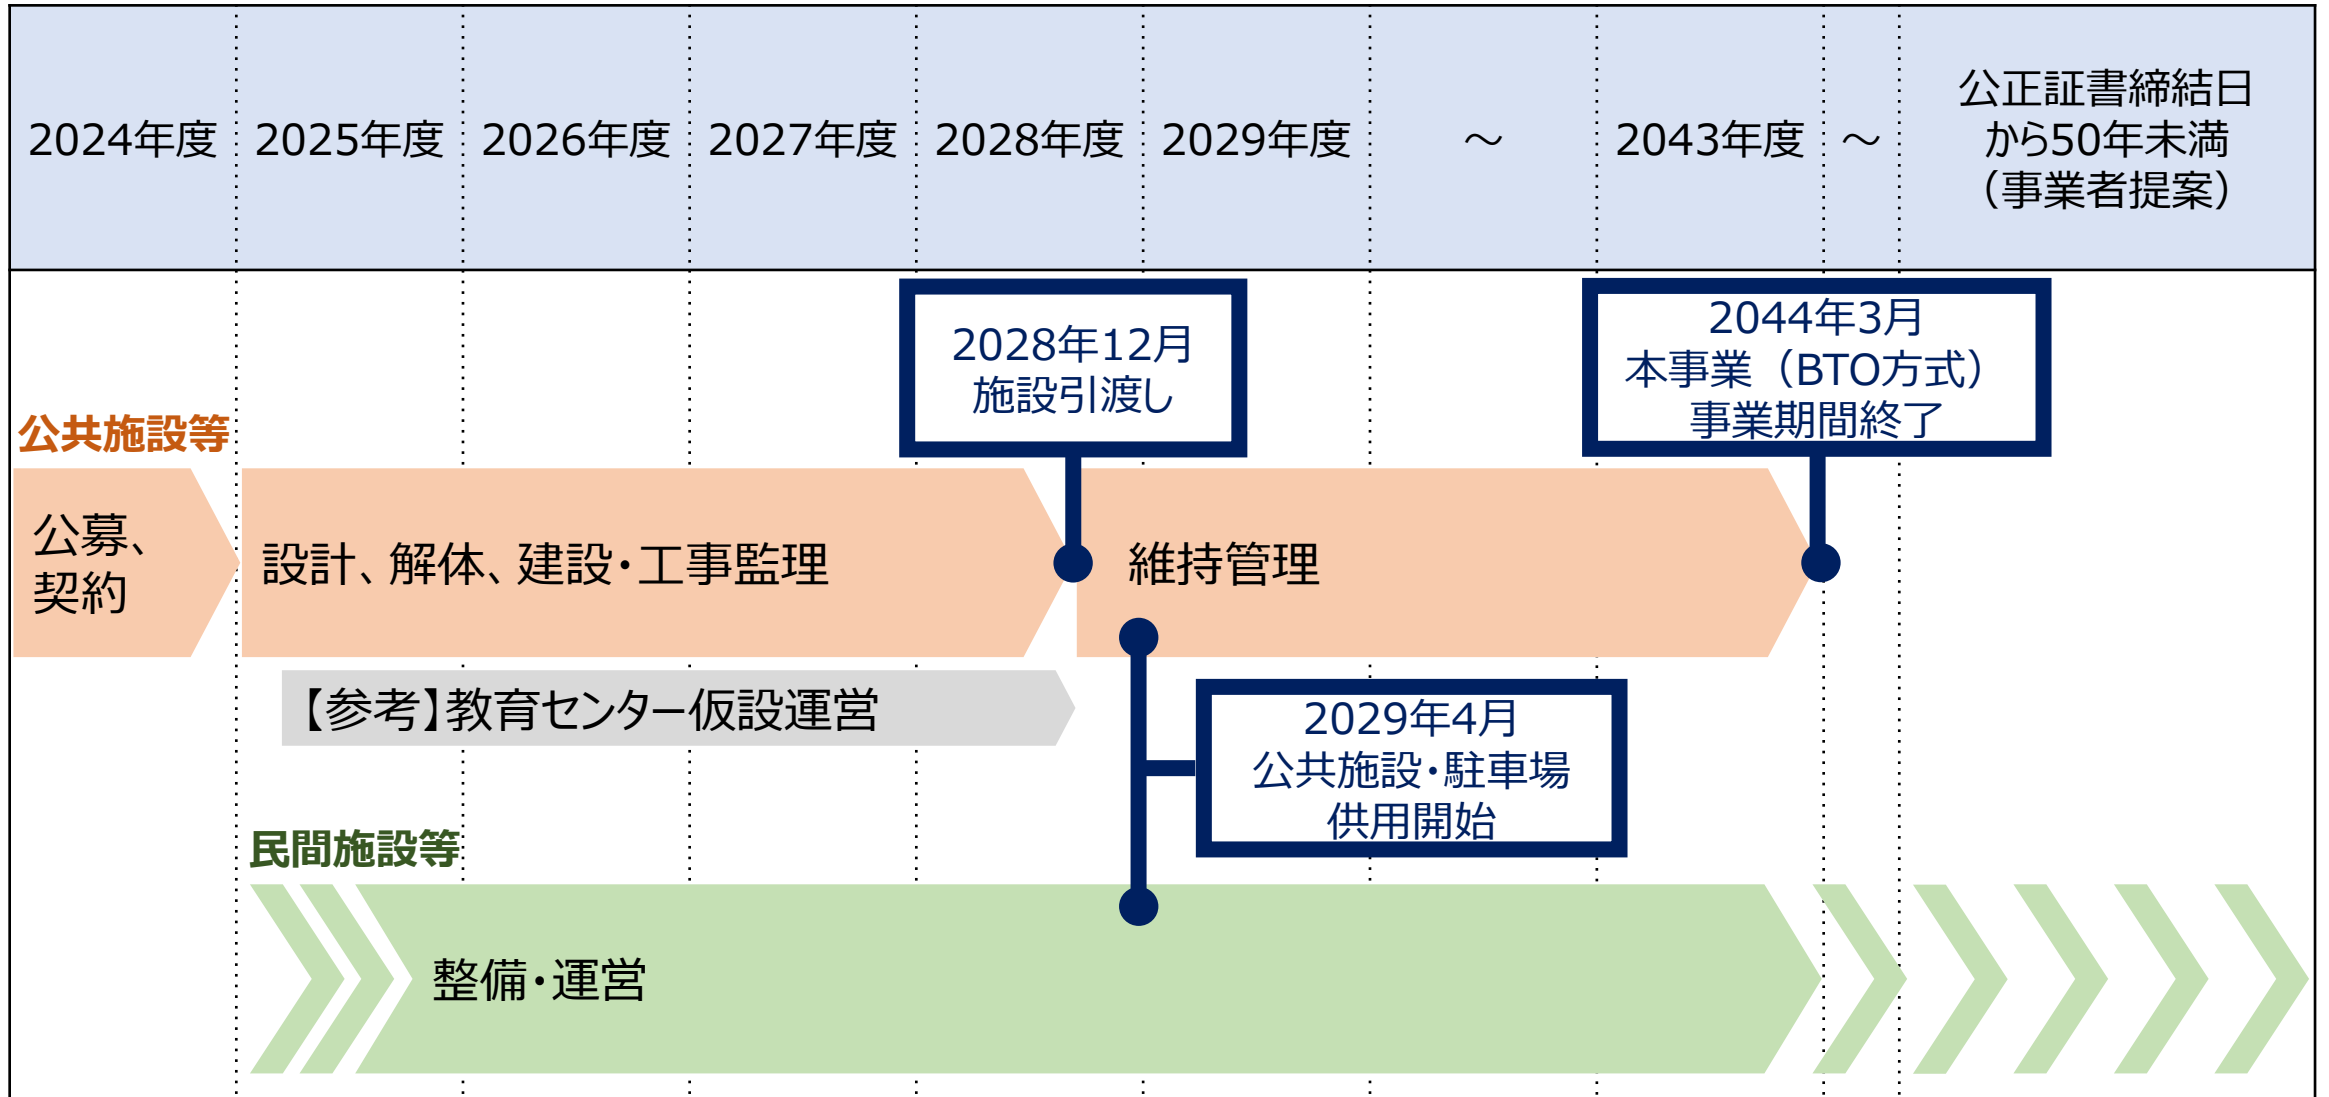 2024年度
2025年度
2026年度
2027年度
2028年度
2029年度
～
2043年度
～
公正証書締結日
から50年未満
（事業者提案）
2028年12月
施設引渡し
2044年3月
本事業（BTO方式）
事業期間終了
公共施設等
公募、
契約
設計、解体、建設・工事監理
維持管理
【参考】教育センター仮設運営
2029年4月
公共施設・駐車場
供用開始
民間施設等
整備・運営